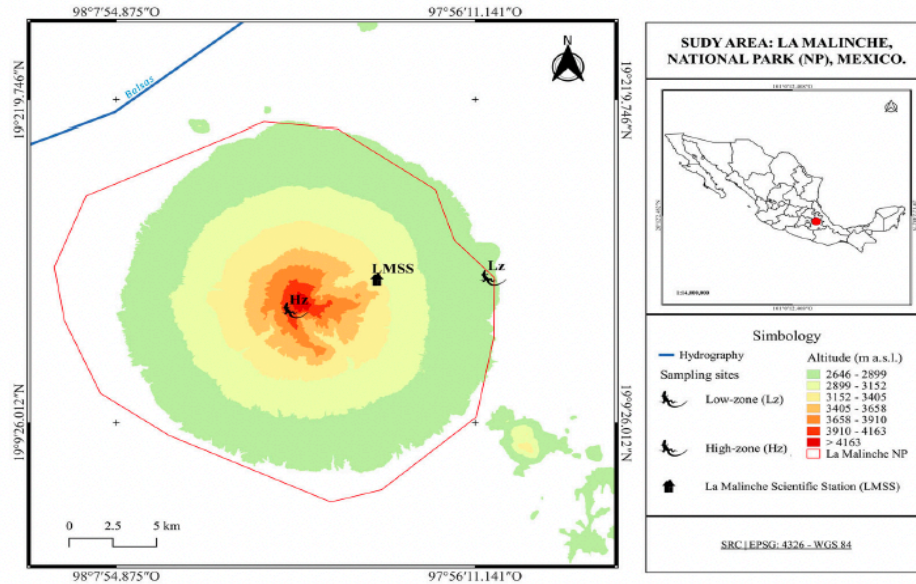 98°7'54.875"O
97°56'11.141"O
19°21'9.746"N
19°21'9.746"N
N
Balsas
LMSS
Lz
Hz
19°9'26.012"N
19°9'26.012"N
0 2.5 5 km
98°7'54.875"O
97°56'11.141"O
SUDY AREA: LA MALINCHE,
NATIONAL PARK (NP), MEXICO.
Simbology
Hydrography
Sampling sites
Low-zone (Lz)
High-zone (Hz)
La Malinche Scientific Station (LMSS)
Altitude (m a.s.l.)
2646 - 2899
2899 - 3152
3152 - 3405
3405 - 3658
3658 - 3910
3910 - 4163
> 4163
La Malinche NP
SRC | EPSG: 4326 - WGS 84